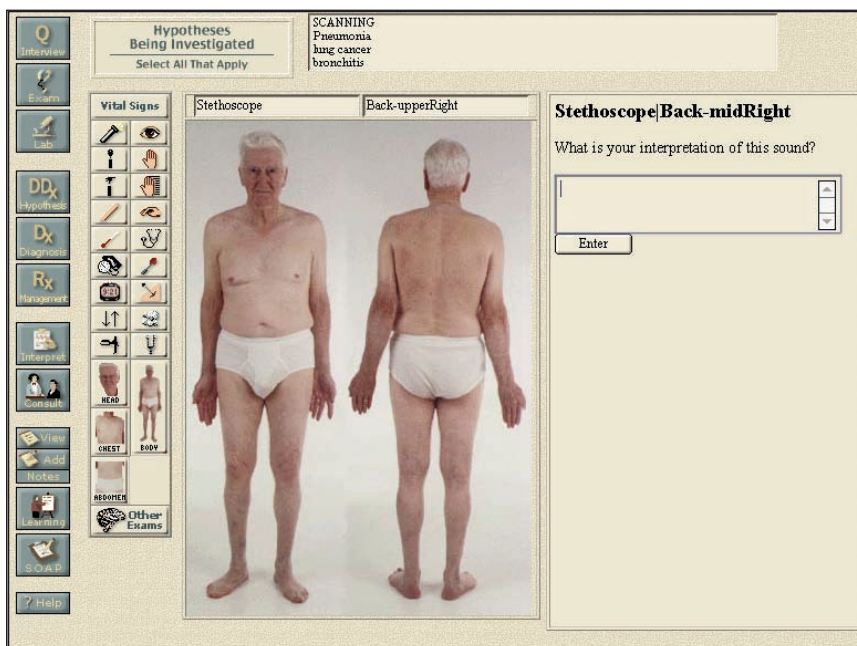 Q
Interview
Exam
Lab
DDx
Hypothesis
Dx
Diagnosis
Rx
Management
Interpret
Consult
View
Add
Notes
Learning
SOAP
? Help
Hypotheses
Being Investigated
Select All That Apply
SCANNING
Pneumonia
lung cancer
bronchitis
Vital Signs
9:21
HEAD
CHEST
BODY
ABDOMEN
Other
Exams
Stethoscope
Back-upperRight
Stethoscope|Back-midRight
What is your interpretation of this sound?
Enter